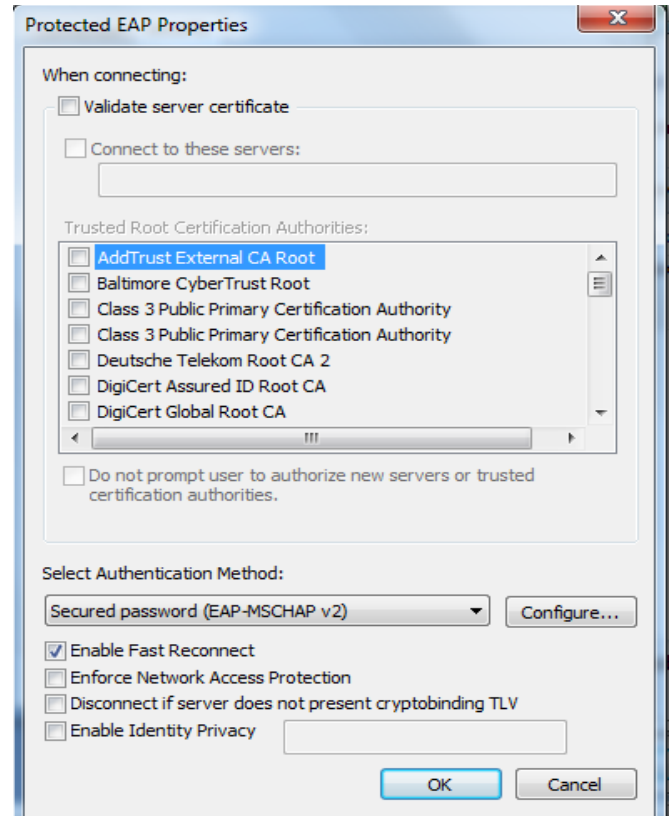 Protected EAP Properties
When connecting:
Validate server certificate
Connect to these servers:
Trusted Root Certification Authorities:
AddTrust External CA Root
Baltimore CyberTrust Root
Class 3 Public Primary Certification Authority
Class 3 Public Primary Certification Authority
Deutsche Telekom Root CA 2
DigiCert Assured ID Root CA
DigiCert Global Root CA
Do not prompt user to authorize new servers or trusted
certification authorities.
Select Authentication Method:
Secured password (EAP-MSCHAP v2)
Configure...
Enable Fast Reconnect
Enforce Network Access Protection
Disconnect if server does not present cryptobinding TLV
Enable Identity Privacy
OK
Cancel